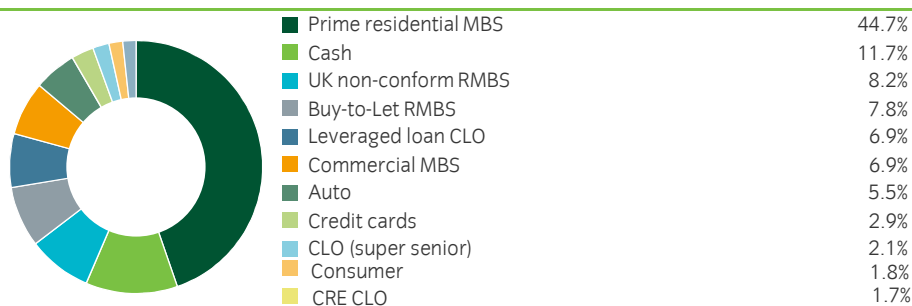 Prime residential MBS 44.7%
Cash 11.7%
UK non-conform RMBS 8.2%
Buy-to-Let RMBS 7.8%
Leveraged loan CLO 6.9%
Commercial MBS 6.9%
Auto 5.5%
Credit cards 2.9%
CLO (super senior) 2.1%
Consumer 1.8%
CRE CLO 1.7%